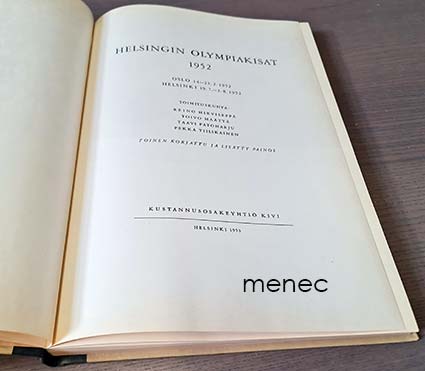 HELSINGIN OLYMPIAKISAT
1952
OSLO 14.–25.2.1952
HELSINKI 19.7.–3.8.1952
TOIMITUSKUNTA:
REINO HIRVISEPPÄ
TOIVO MÄÄTTÄ
TAAVI PATOHARJU
PEKKA TIILIKAINEN
TOINEN KORJATTU JA LISÄTTY PAINOS
KUSTANNUSOSAKEYHTIÖ KIVI
HELSINKI 1953
menec